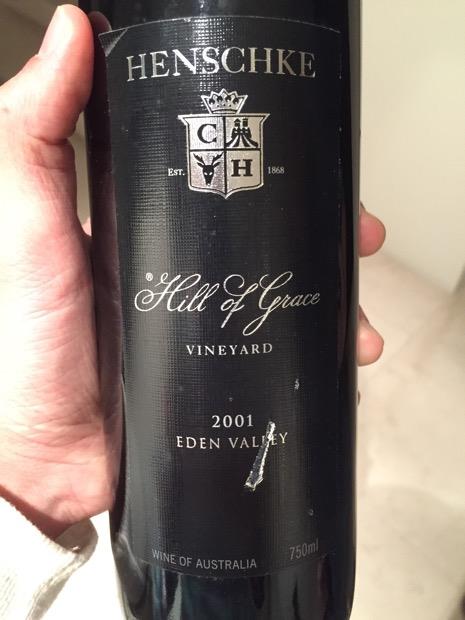 HENSCHKE
C
H
EST. 1868
® Hill of Grace
VINEYARD
2001
EDEN VALLEY
WINE OF AUSTRALIA 750ml